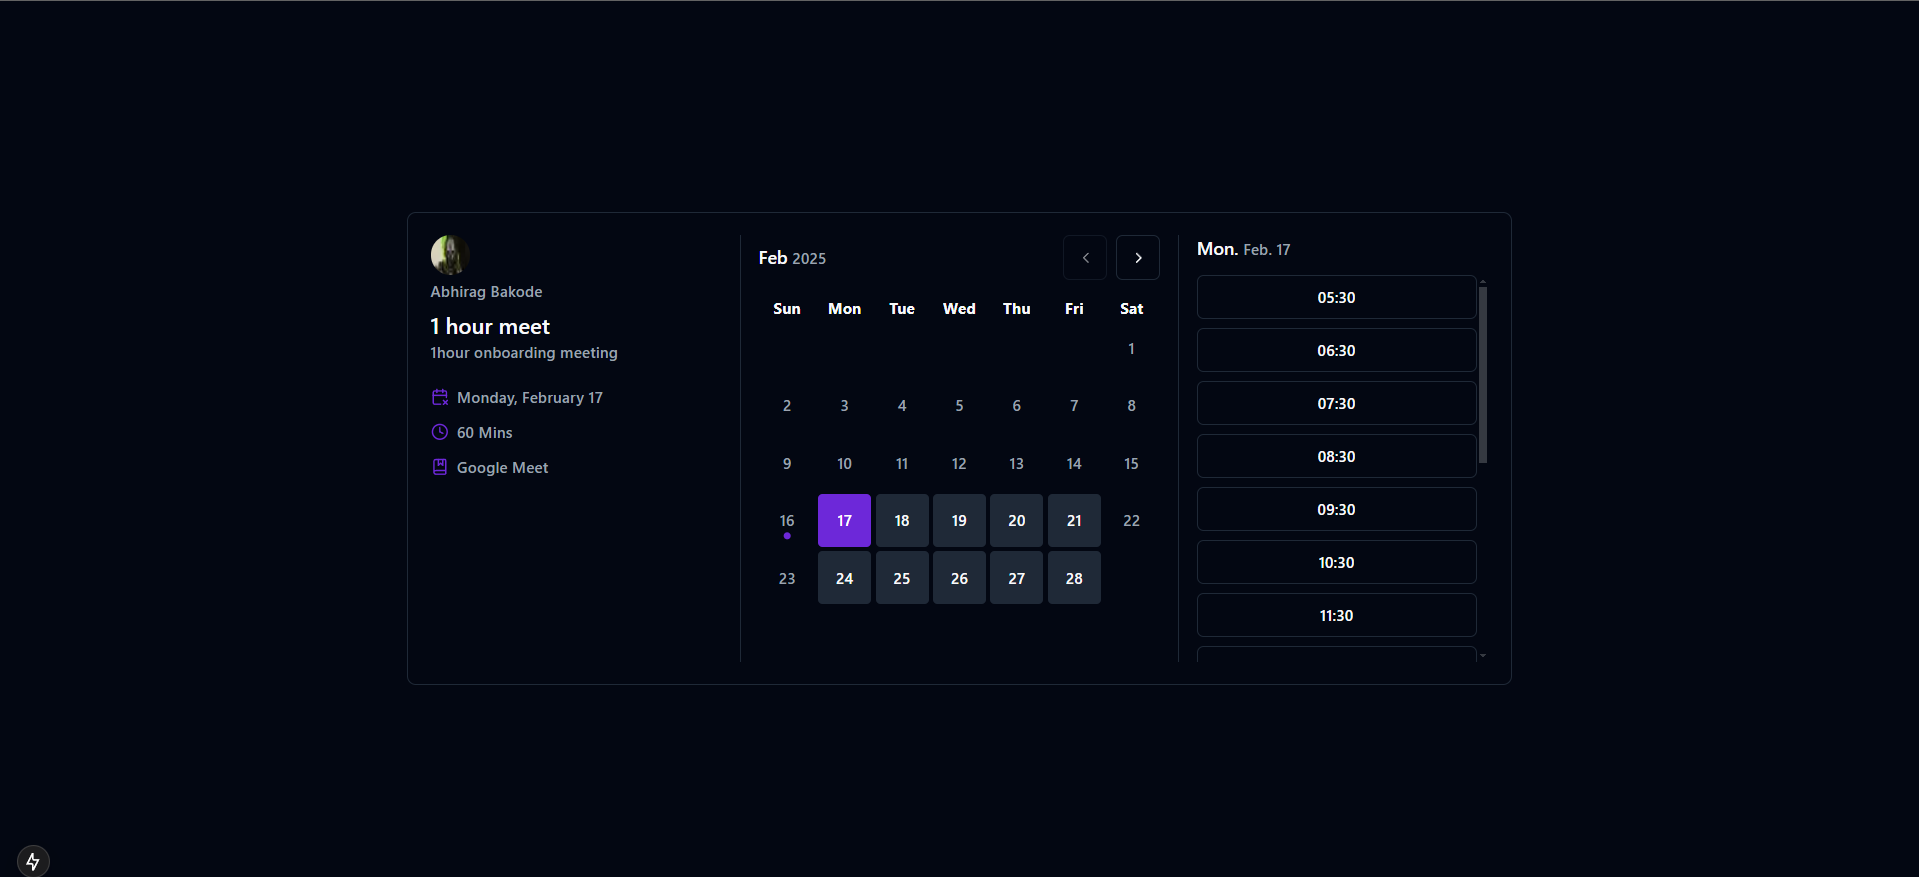 Abhirag Bakode
1 hour meet
1hour onboarding meeting
Monday, February 17
60 Mins
Google Meet
Feb 2025
Sun Mon Tue Wed Thu Fri Sat
1
2 3 4 5 6 7 8
9 10 11 12 13 14 15
16 17 18 19 20 21 22
23 24 25 26 27 28
Mon. Feb. 17
05:30
06:30
07:30
08:30
09:30
10:30
11:30